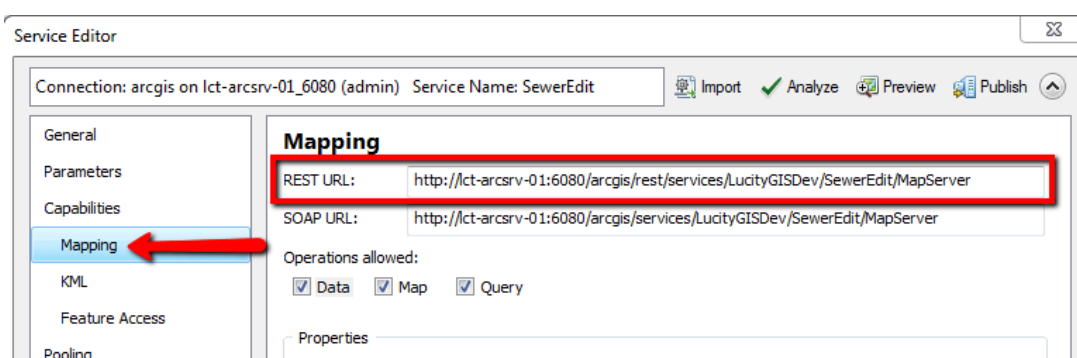 Service Editor
Connection: arcgis on lct-arcsrv-01_6080 (admin) Service Name: SewerEdit Import Analyze Preview Publish
General
Mapping
Parameters
REST URL: http://lct-arcsrv-01:6080/arcgis/rest/services/LucityGISDev/SewerEdit/MapServer
Capabilities
SOAP URL: http://lct-arcsrv-01:6080/arcgis/services/LucityGISDev/SewerEdit/MapServer
Mapping
Operations allowed:
KML
Data Map Query
Feature Access
Properties
Pooling